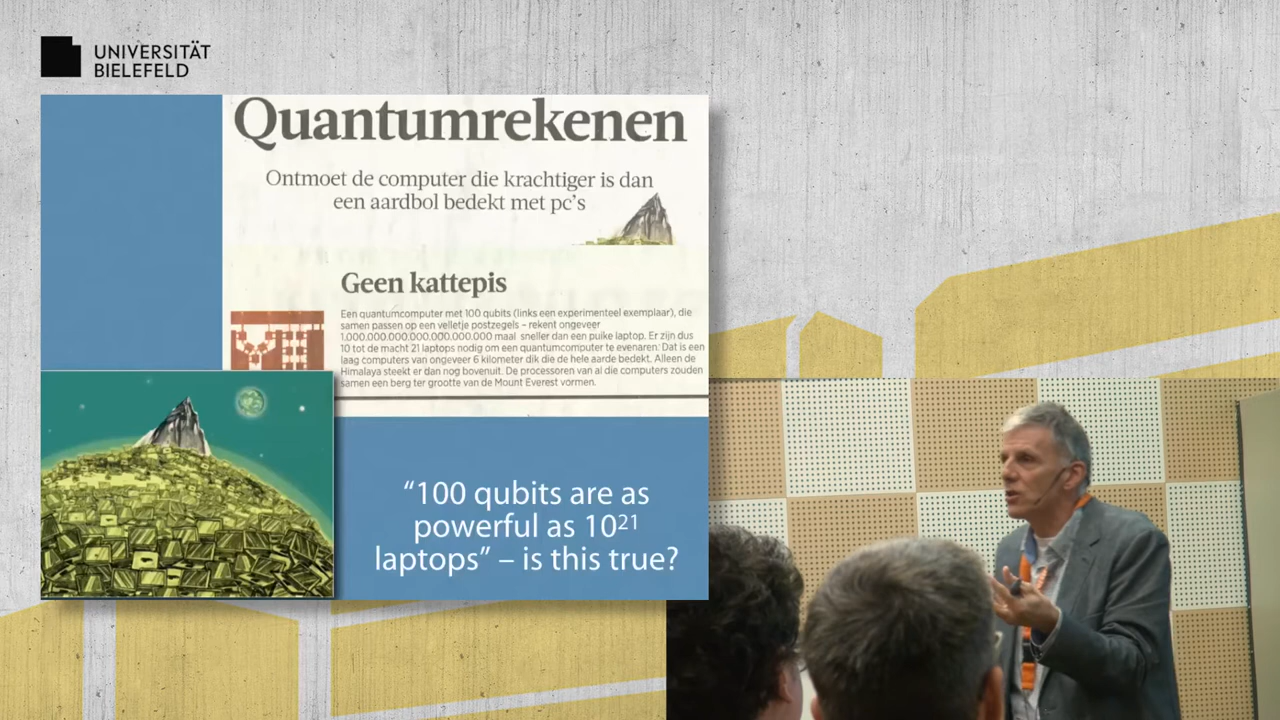 UNIVERSITÄT
BIELEFELD
Quantumrekenen
Ontmoet de computer die krachtiger is dan
een aardbol bedekt met pc’s
Geen kattepis
Een quantumcomputer met 100 qubits (links een experimenteel exemplaar), die
samen passen op een velletje postzegels – rekent ongeveer
1.000.000.000.000.000.000.000 maal sneller dan een puike laptop. Er zijn dus
10 tot de macht 21 laptops nodig om een quantumcomputer te evenaren. Dat is een
laag computers van ongeveer 6 kilometer dik die de hele aarde bedekt. Alleen de
Himalaya steekt er dan nog bovenuit. De processoren van al die computers zouden
samen een berg ter grootte van de Mount Everest vormen.
“100 qubits are as
powerful as 10²¹
laptops” – is this true?